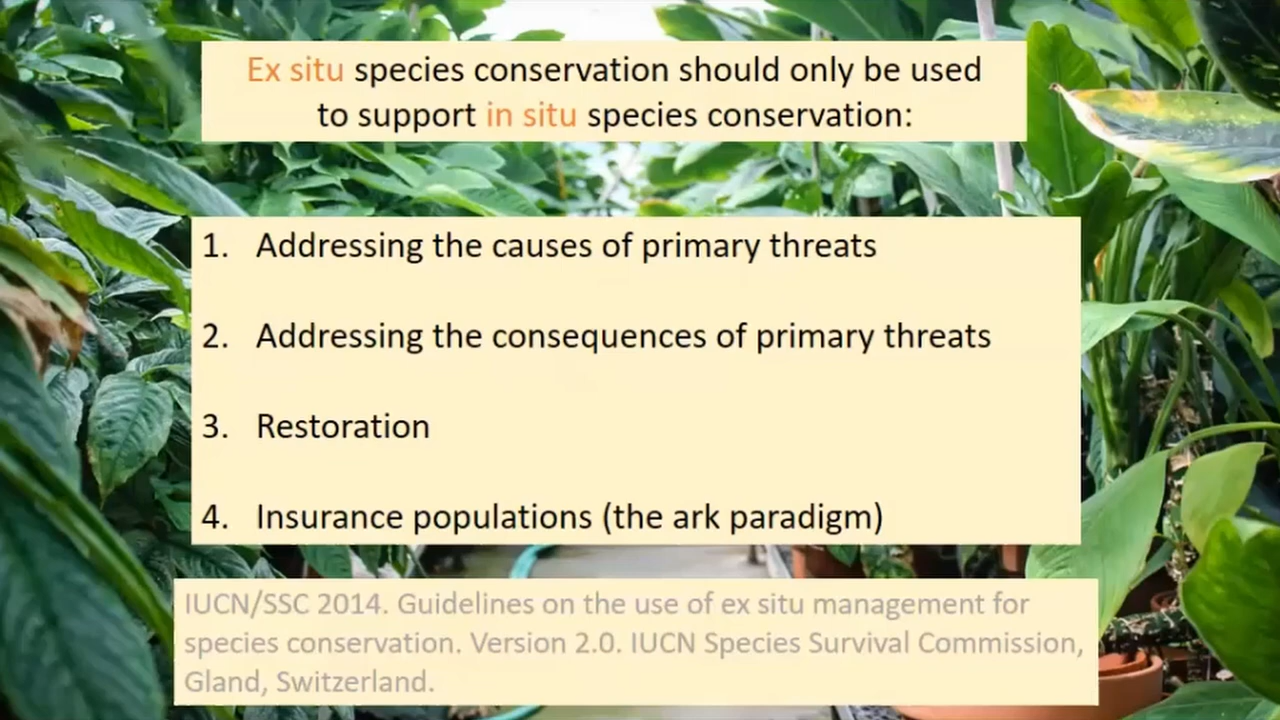 Ex situ species conservation should only be used
to support in situ species conservation:
1. Addressing the causes of primary threats
2. Addressing the consequences of primary threats
3. Restoration
4. Insurance populations (the ark paradigm)
IUCN/SSC 2014. Guidelines on the use of ex situ management for
species conservation. Version 2.0. IUCN Species Survival Commission,
Gland, Switzerland.